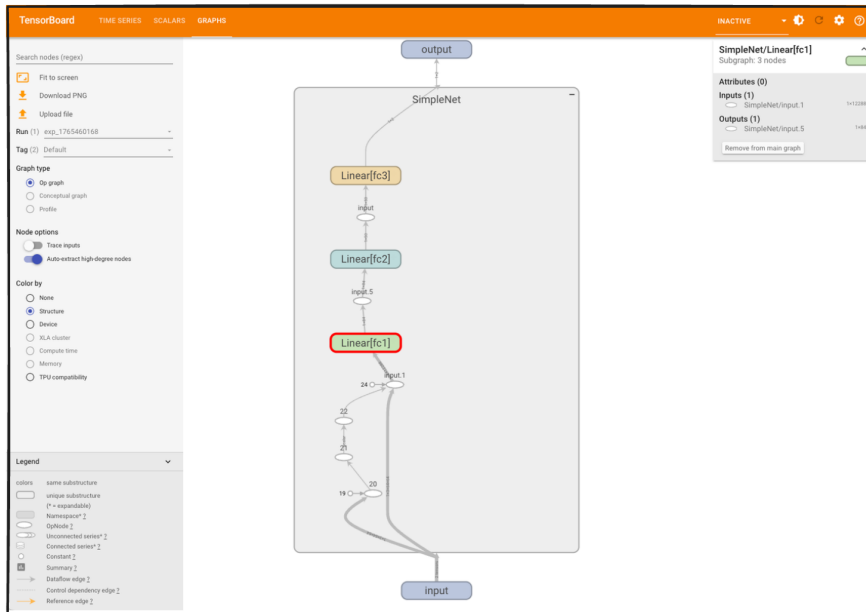 TensorBoard
TIME SERIES SCALARS GRAPHS
INACTIVE
Search nodes (regex)
Fit to screen
Download PNG
Upload file
Run (1) exp_1765460168
Tag (2) Default
Graph type
Op graph
Conceptual graph
Profile
Node options
Trace inputs
Auto-extract high-degree nodes
Color by
None
Structure
Device
XLA cluster
Compute time
Memory
TPU compatibility
Legend
colors same substructure
unique substructure
(* = expandable)
Namespace* ?
OpNode ?
Unconnected series* ?
Connected series* ?
Constant ?
Summary ?
Dataflow edge ?
Control dependency edge ?
Reference edge ?
output
SimpleNet
Linear[fc3]
input
Linear[fc2]
input.5
Linear[fc1]
input.1
24
22
21
20
19
input
SimpleNet/Linear[fc1]
Subgraph: 3 nodes
Attributes (0)
Inputs (1)
SimpleNet/input.1
Outputs (1)
SimpleNet/input.5
Remove from main graph